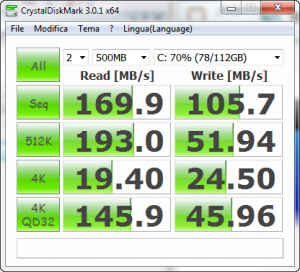 CrystalDiskMark 3.0.1 x64
File Modifica Tema ? Lingua(Language)
All 2 500MB C: 70% (78/112GB)
Read [MB/s] Write [MB/s]
Seq 169.9 105.7
512K 193.0 51.94
4K 19.40 24.50
4K QD32 145.9 45.96